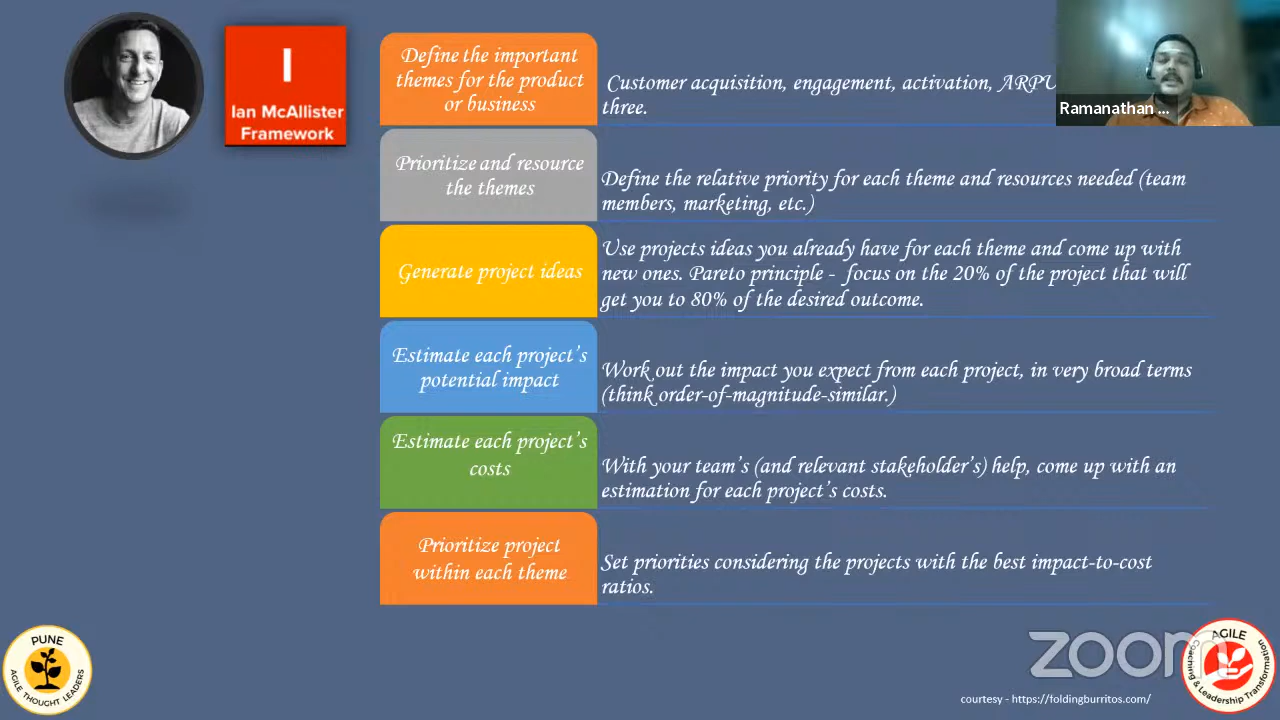 I
Ian McAllister
Framework
Define the important
themes for the product
or business
Customer acquisition, engagement, activation, ARPU
three.
Ramanathan ...
Prioritize and resource
the themes
Define the relative priority for each theme and resources needed (team
members, marketing, etc.)
Generate project ideas
Use projects ideas you already have for each theme and come up with
new ones. Pareto principle - focus on the 20% of the project that will
get you to 80% of the desired outcome.
Estimate each project's
potential impact
Work out the impact you expect from each project, in very broad terms
(think order-of-magnitude-similar.)
Estimate each project's
costs
With your team's (and relevant stakeholder's) help, come up with an
estimation for each project's costs.
Prioritize project
within each theme
Set priorities considering the projects with the best impact-to-cost
ratios.
PUNE
AGILE THOUGHT LEADERS
zoom
AGILE
Coaching & Leadership Transformation
courtesy - https://foldingburritos.com/